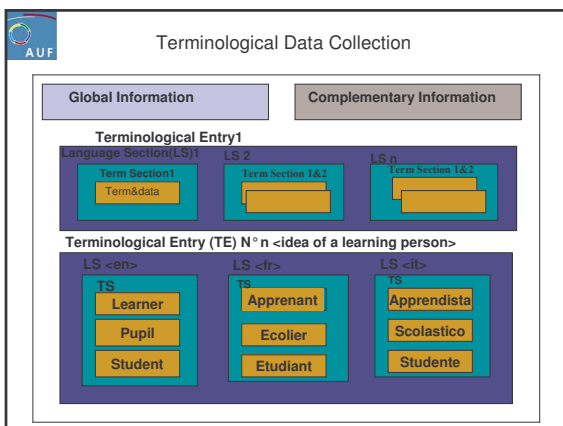 AUF
Terminological Data Collection
Global Information
Complementary Information
Terminological Entry1
Language Section(LS)1
LS 2
LS n
Term Section1
Term Section 1&2
Term Section 1&2
Term&data
Terminological Entry (TE) N°n <idea of a learning person>
LS <en>
LS <fr>
LS <it>
TS
TS
TS
Learner
Apprenant
Apprendista
Pupil
Ecolier
Scolastico
Student
Etudiant
Studente